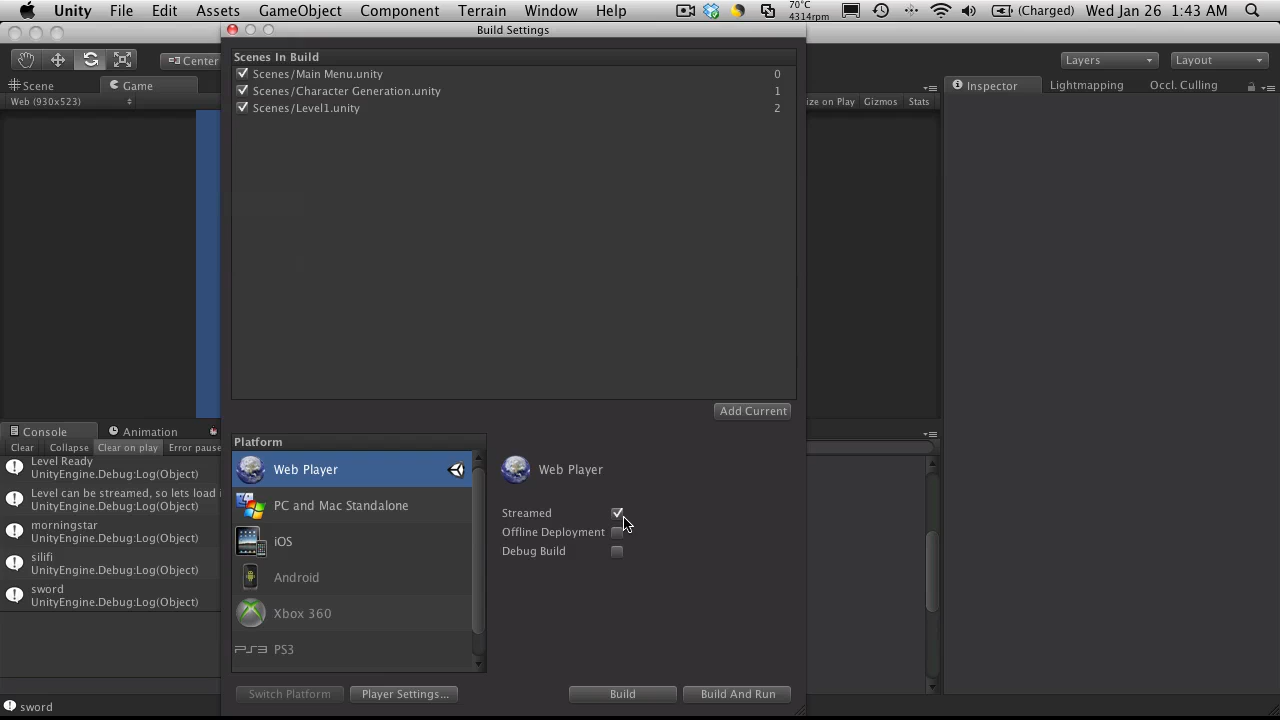 Unity File Edit Assets GameObject Component Terrain Window Help 70°C 4314rpm (Charged) Wed Jan 26 1:43 AM
Build Settings
Center
Layers Layout
Scene Game
Inspector Lightmapping Occl. Culling
Web (930x523)
ize on Play Gizmos Stats
Scenes In Build
Scenes/Main Menu.unity 0
Scenes/Character Generation.unity 1
Scenes/Level1.unity 2
Add Current
Console Animation
Clear Collapse Clear on play Error pause
Level Ready
UnityEngine.Debug:Log(Object)
Level can be streamed, so lets load i
UnityEngine.Debug:Log(Object)
morningstar
UnityEngine.Debug:Log(Object)
silifi
UnityEngine.Debug:Log(Object)
sword
UnityEngine.Debug:Log(Object)
Platform
Web Player
PC and Mac Standalone
iOS
Android
Xbox 360
PS3 PS3
Web Player
Streamed
Offline Deployment
Debug Build
Switch Platform Player Settings... Build Build And Run
sword